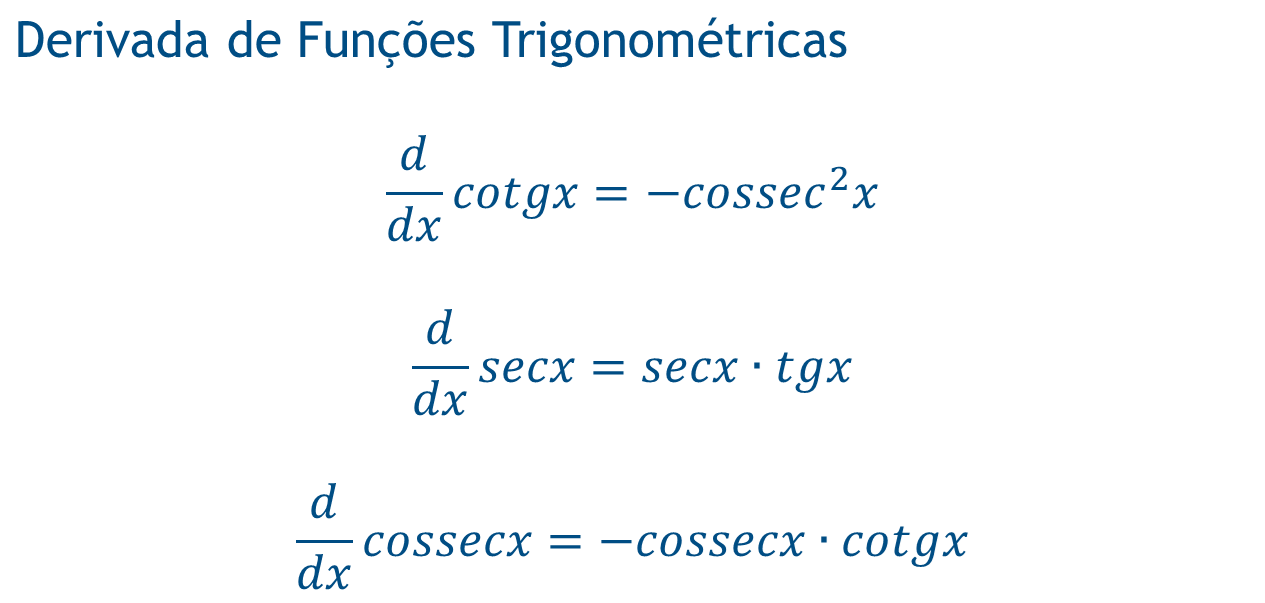 Derivada de Funções Trigonométricas
d/dx cotgx = −cossec²x
d/dx secx = secx · tgx
d/dx cossecx = −cossecx · cotgx